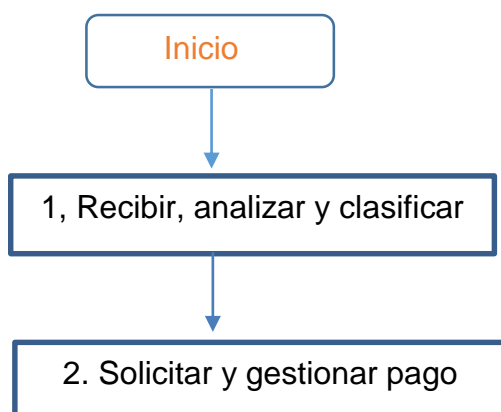 Inicio
1, Recibir, analizar y clasificar
2. Solicitar y gestionar pago